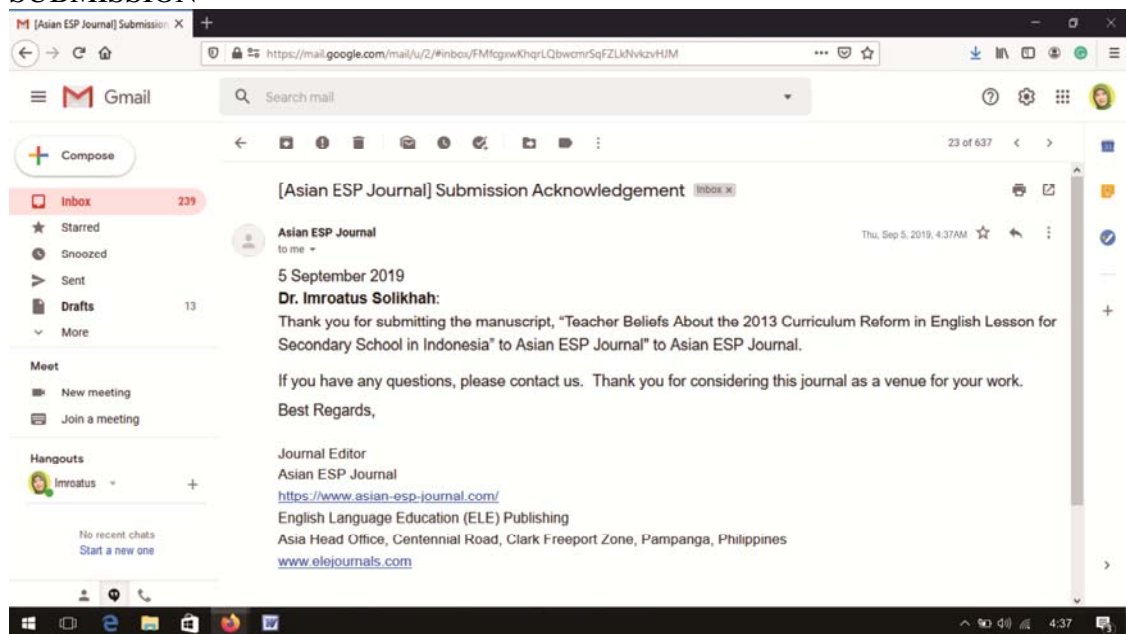 SUBMISSION
[Asian ESP Journal] Submission
https://mail.google.com/mail/u/2/#inbox/FMfcgxwKhqrLQbwcmrSqFZLkNvkzvHJM
Gmail
Search mail
Compose
23 of 637
[Asian ESP Journal] Submission Acknowledgement Inbox x
Inbox 239
Starred
Snoozed
Sent
Drafts 13
More
Asian ESP Journal
Thu, Sep 5, 2019, 4:37AM
to me
5 September 2019
Dr. Imroatus Solikhah:
Thank you for submitting the manuscript, “Teacher Beliefs About the 2013 Curriculum Reform in English Lesson for
Secondary School in Indonesia” to Asian ESP Journal” to Asian ESP Journal.
If you have any questions, please contact us. Thank you for considering this journal as a venue for your work.
Best Regards,
Journal Editor
Asian ESP Journal
https://www.asian-esp-journal.com/
English Language Education (ELE) Publishing
Asia Head Office, Centennial Road, Clark Freeport Zone, Pampanga, Philippines
www.elejournals.com
Meet
New meeting
Join a meeting
Hangouts
Imroatus
No recent chats
Start a new one
4:37